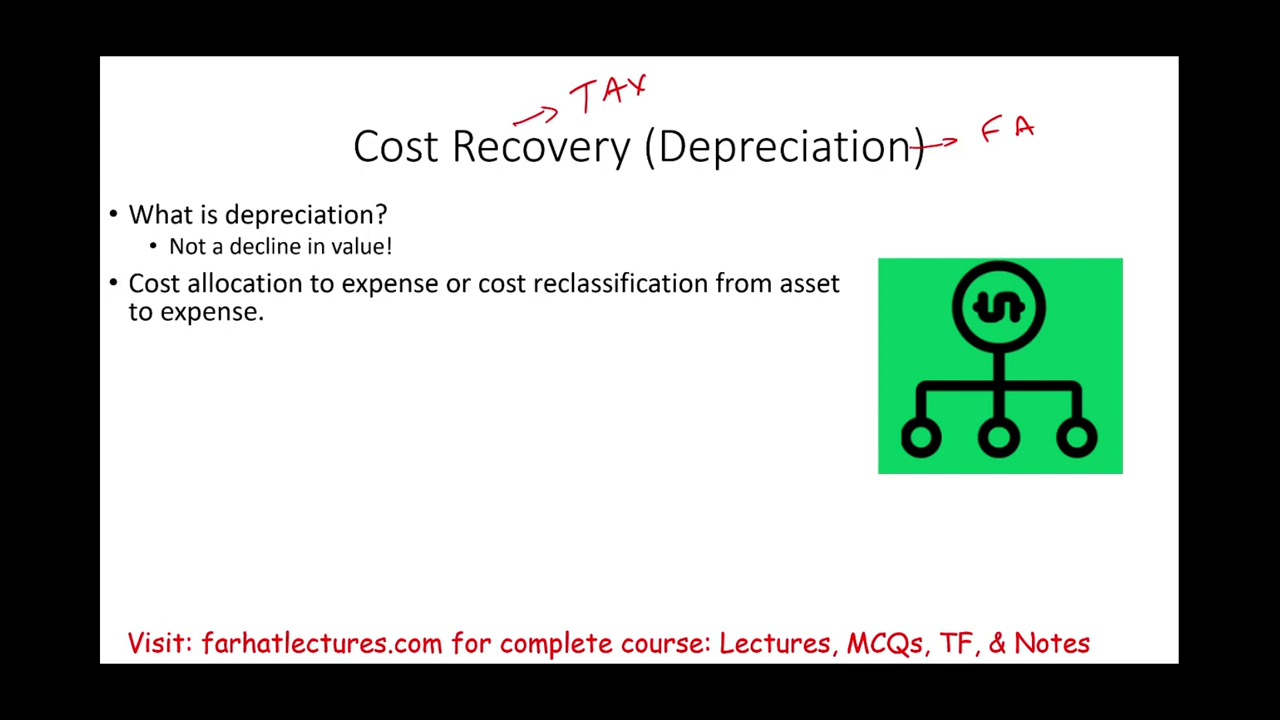 TAX
Cost Recovery (Depreciation)
FA
• What is depreciation?
• Not a decline in value!
• Cost allocation to expense or cost reclassification from asset
to expense.
$
Visit: farhatlectures.com for complete course: Lectures, MCQs, TF, & Notes